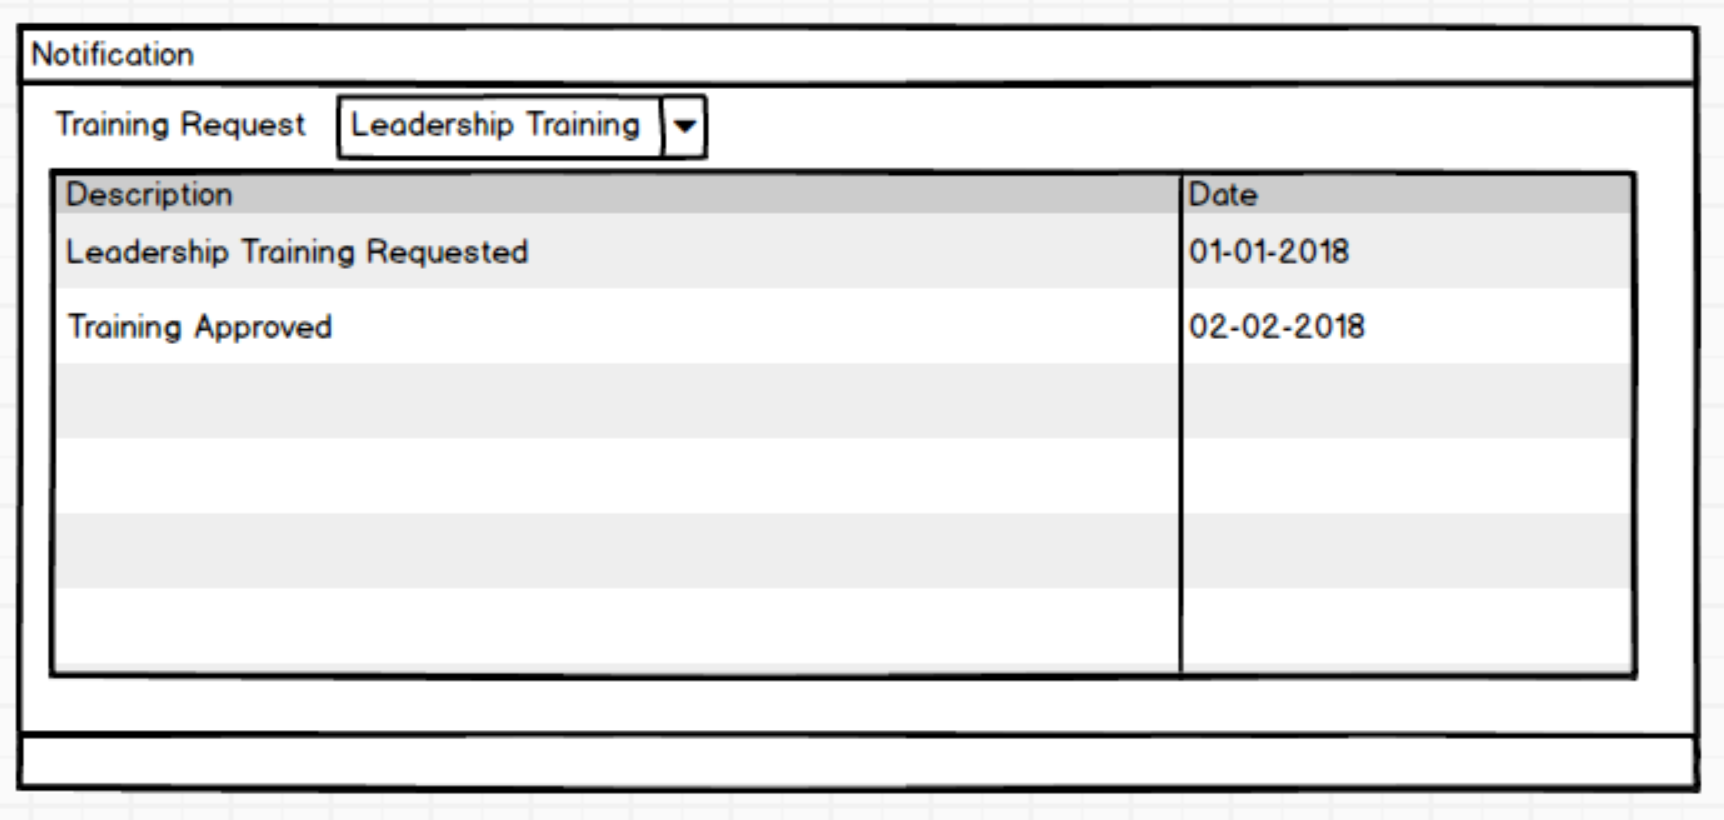 Notification
Training Request Leadership Training
Description Date
Leadership Training Requested 01-01-2018
Training Approved 02-02-2018